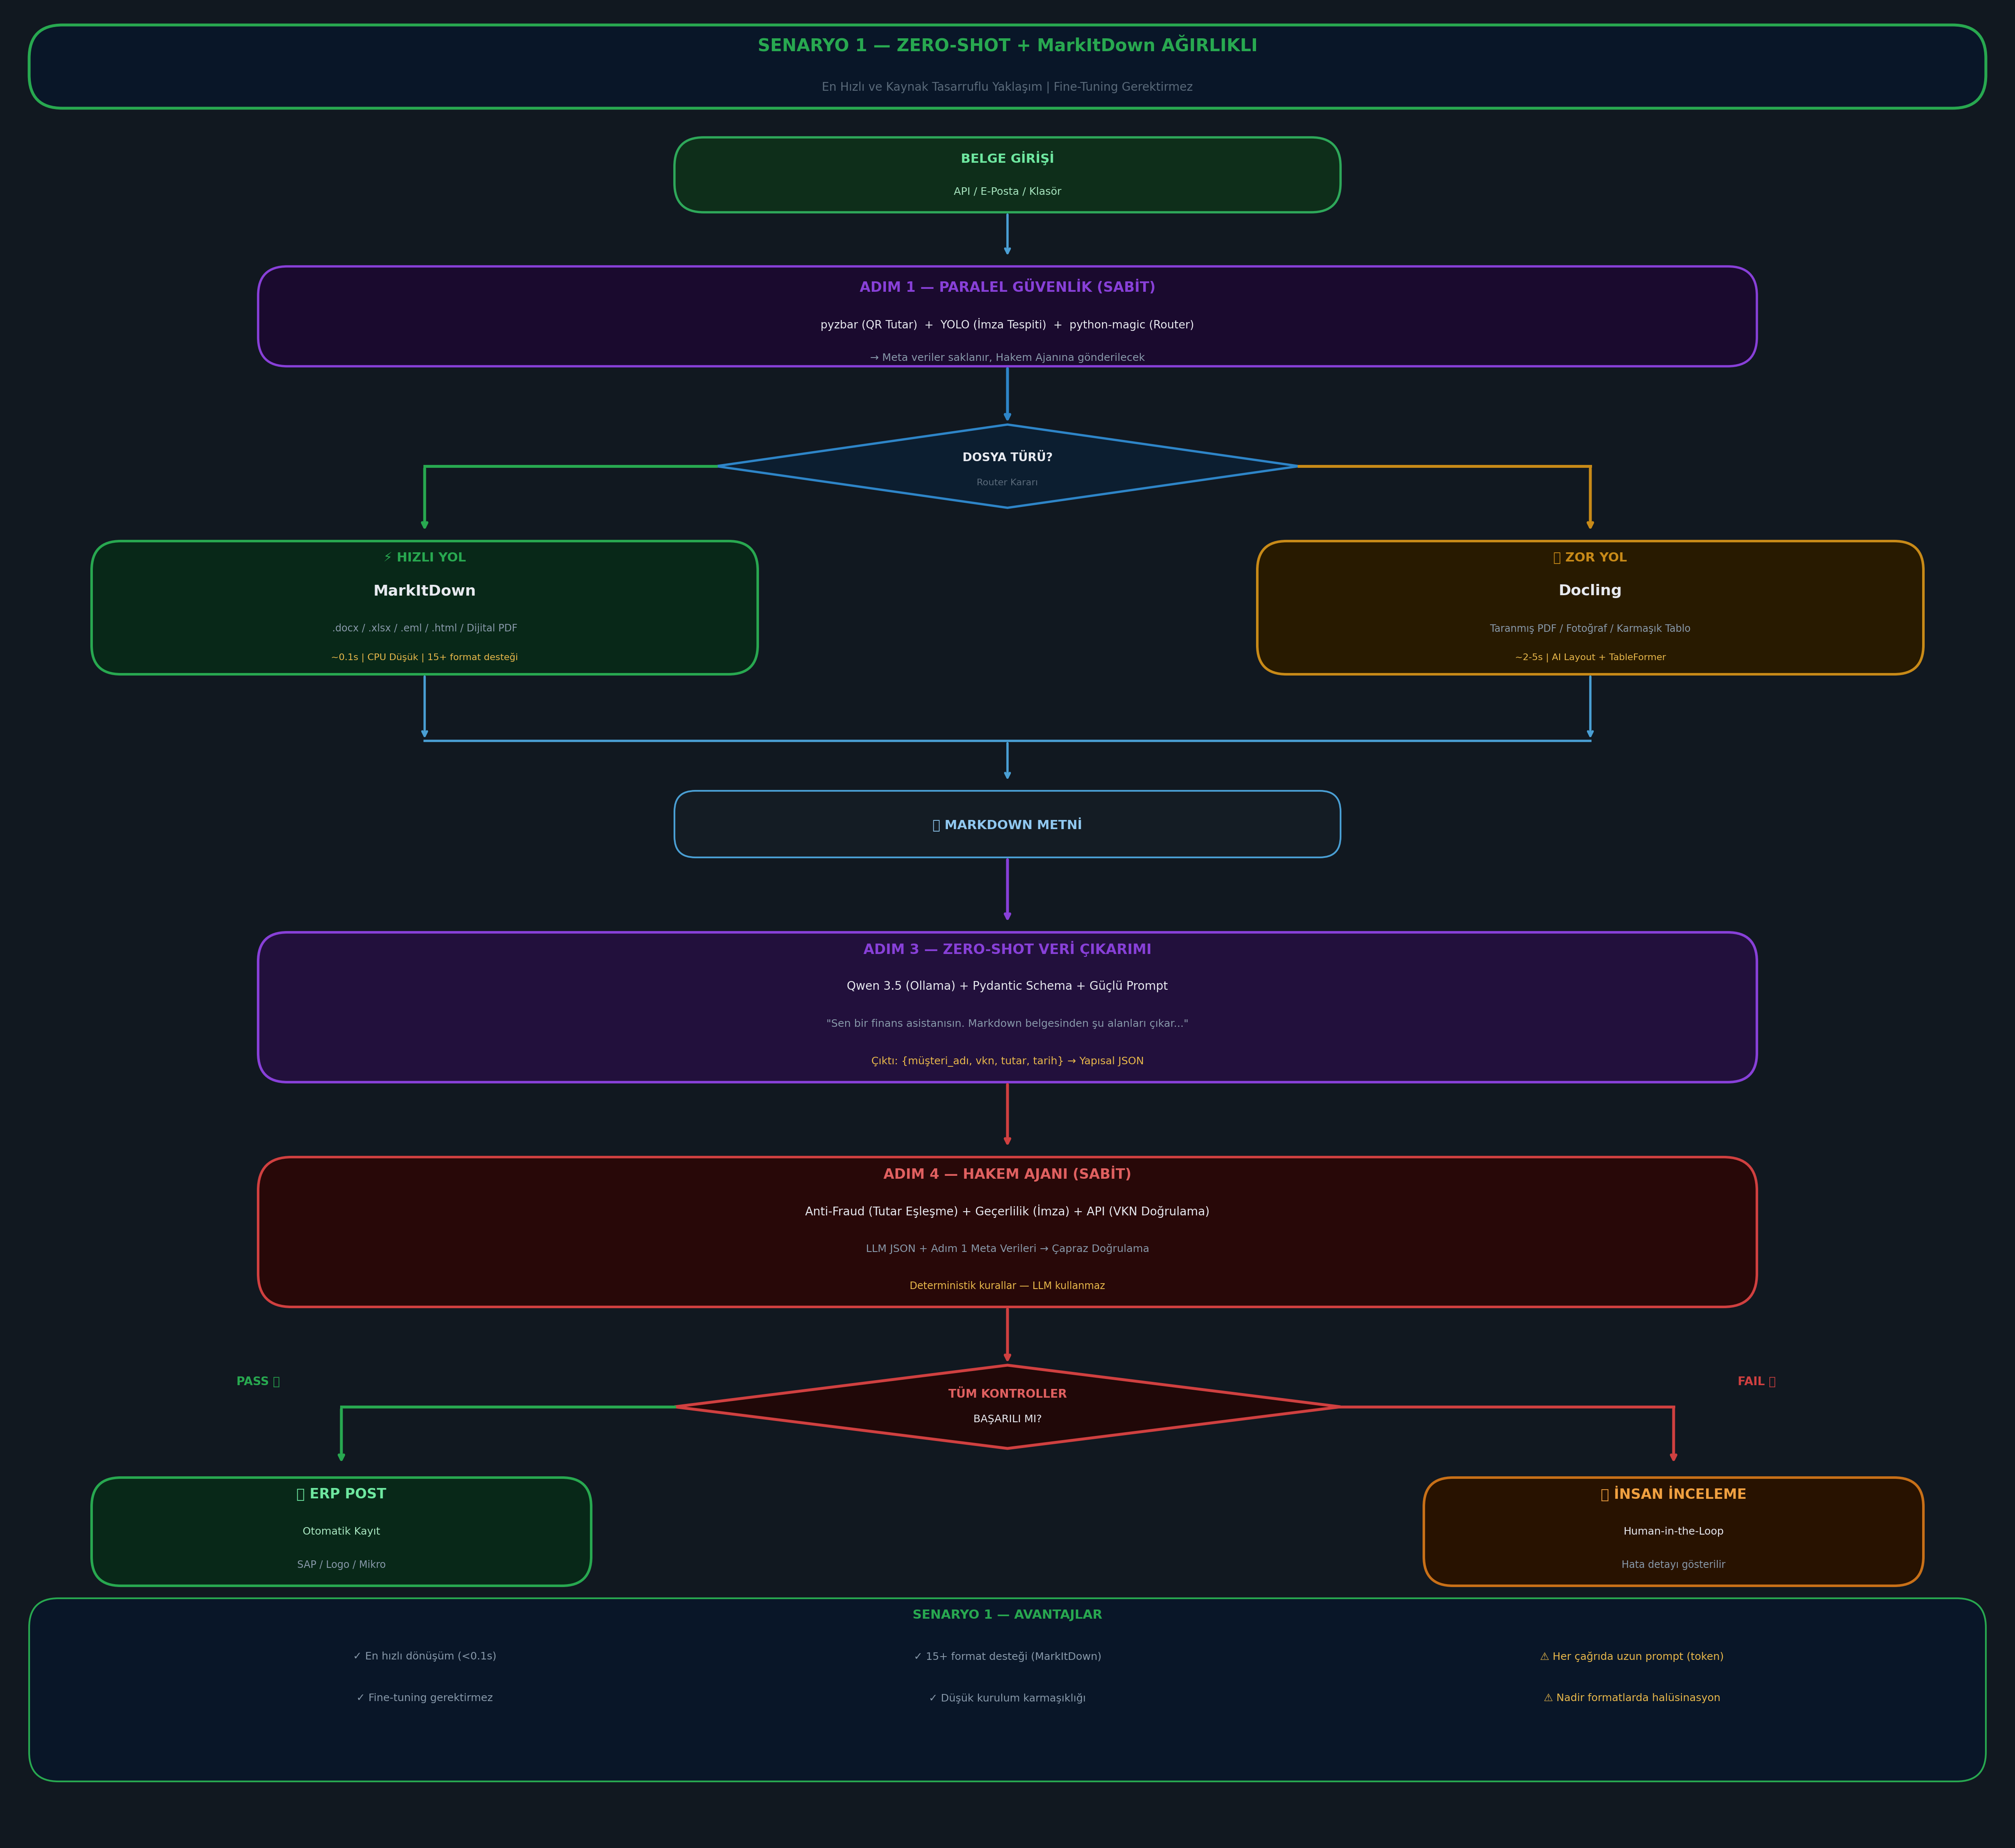 SENARYO 1 — ZERO-SHOT + MarkItDown AĞIRLIKLI
En Hızlı ve Kaynak Tasarruflu Yaklaşım | Fine-Tuning Gerektirmez
BELGE GİRİŞİ
API / E-Posta / Klasör
ADIM 1 — PARALEL GÜVENLİK (SABİT)
pyzbar (QR Tutar) + YOLO (İmza Tespiti) + python-magic (Router)
→ Meta veriler saklanır, Hakem Ajanına gönderilecek
DOSYA TÜRÜ?
Router Kararı
⚡ HIZLI YOL
MarkItDown
.docx / .xlsx / .eml / .html / Dijital PDF
~0.1s | CPU Düşük | 15+ format desteği
ZOR YOL
Docling
Taranmış PDF / Fotoğraf / Karmaşık Tablo
~2-5s | AI Layout + TableFormer
MARKDOWN METNİ
ADIM 3 — ZERO-SHOT VERİ ÇIKARIMI
Qwen 3.5 (Ollama) + Pydantic Schema + Güçlü Prompt
"Sen bir finans asistanısın. Markdown belgesinden şu alanları çıkar..."
Çıktı: {müşteri_adı, vkn, tutar, tarih} → Yapısal JSON
ADIM 4 — HAKEM AJANI (SABİT)
Anti-Fraud (Tutar Eşleşme) + Geçerlilik (İmza) + API (VKN Doğrulama)
LLM JSON + Adım 1 Meta Verileri → Çapraz Doğrulama
Deterministik kurallar — LLM kullanmaz
TÜM KONTROLLER
BAŞARILI MI?
PASS
FAIL
ERP POST
Otomatik Kayıt
SAP / Logo / Mikro
İNSAN İNCELEME
Human-in-the-Loop
Hata detayı gösterilir
SENARYO 1 — AVANTAJLAR
✓ En hızlı dönüşüm (<0.1s)
✓ 15+ format desteği (MarkItDown)
⚠ Her çağrıda uzun prompt (token)
✓ Fine-tuning gerektirmez
✓ Düşük kurulum karmaşıklığı
⚠ Nadir formatlarda halüsinasyon